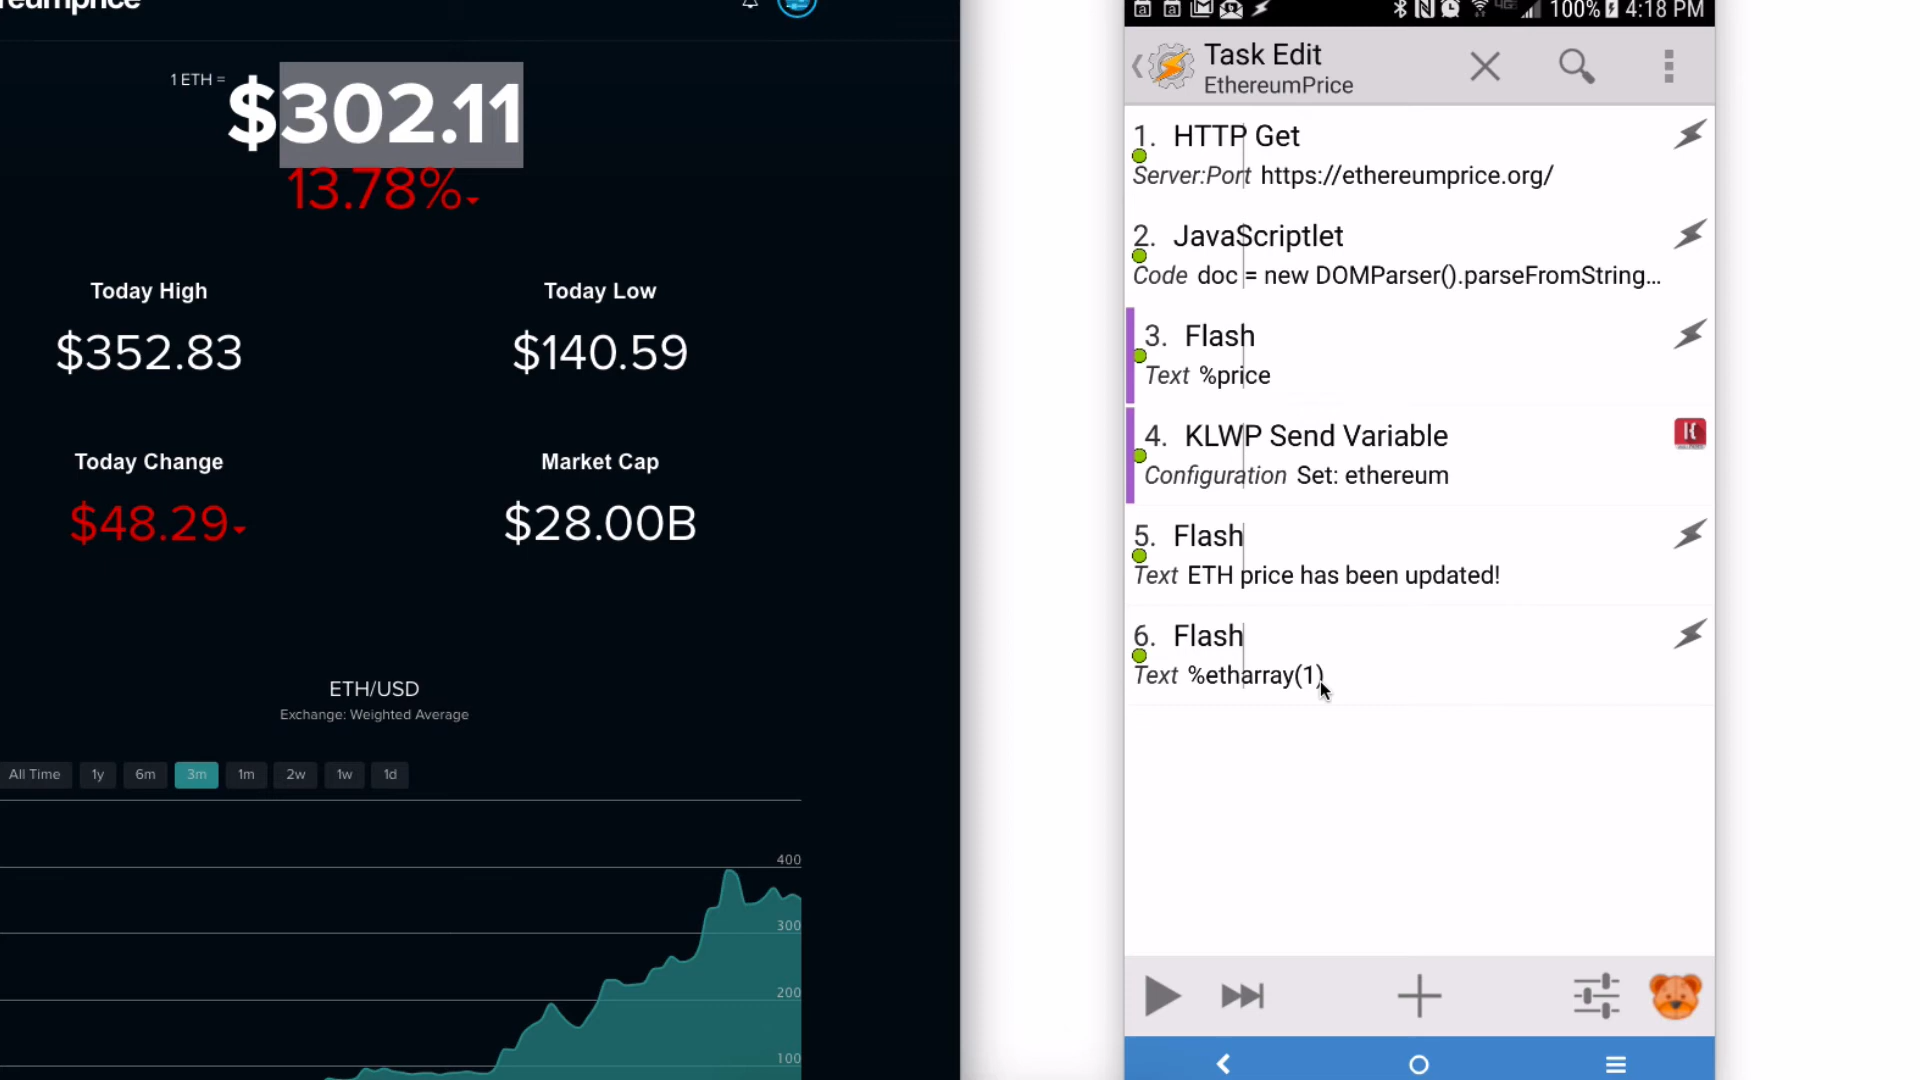 eumprice
1 ETH =
$302.11
13.78%
Today High
$352.83
Today Low
$140.59
Today Change
$48.29
Market Cap
$28.00B
ETH/USD
Exchange: Weighted Average
All Time 1y 6m 3m 1m 2w 1w 1d
400
300
200
100
100% 4:18 PM
Task Edit
EthereumPrice
1. HTTP Get
Server:Port https://ethereumprice.org/
2. JavaScriptlet
Code doc = new DOMParser().parseFromString...
3. Flash
Text %price
4. KLWP Send Variable
Configuration Set: ethereum
5. Flash
Text ETH price has been updated!
6. Flash
Text %etharray(1)